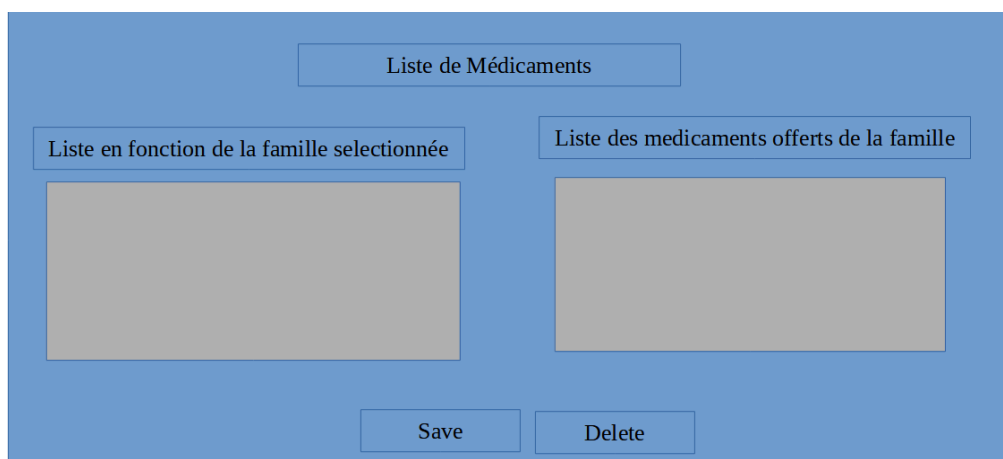 Liste de Médicaments
Liste en fonction de la famille selectionnée
Liste des medicaments offerts de la famille
Save
Delete